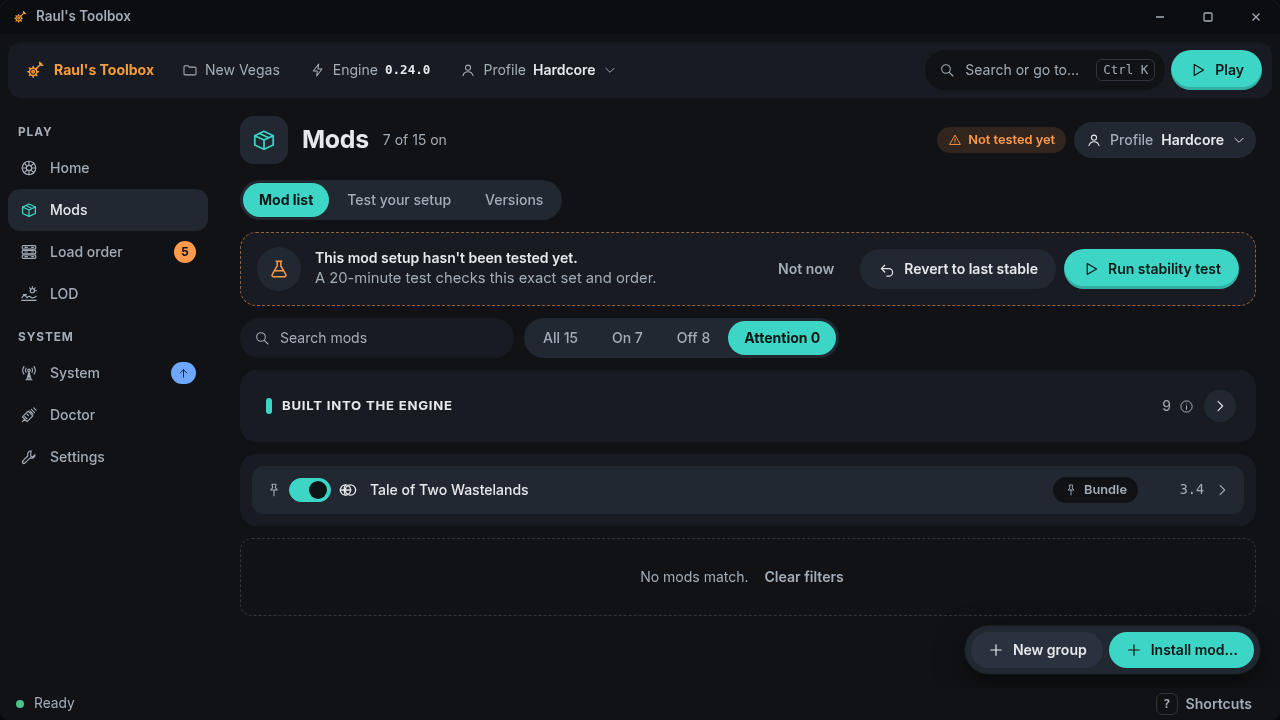 Raul's Toolbox
Raul's Toolbox New Vegas Engine 0.24.0 Profile Hardcore Search or go to... Ctrl K Play
PLAY
Home
Mods
Load order 5
LOD
SYSTEM
System
Doctor
Settings
Mods 7 of 15 on Not tested yet Profile Hardcore
Mod list Test your setup Versions
This mod setup hasn't been tested yet.
A 20-minute test checks this exact set and order.
Not now Revert to last stable Run stability test
Search mods All 15 On 7 Off 8 Attention 0
BUILT INTO THE ENGINE 9
Tale of Two Wastelands Bundle 3.4
No mods match. Clear filters
New group Install mod...
Ready ? Shortcuts